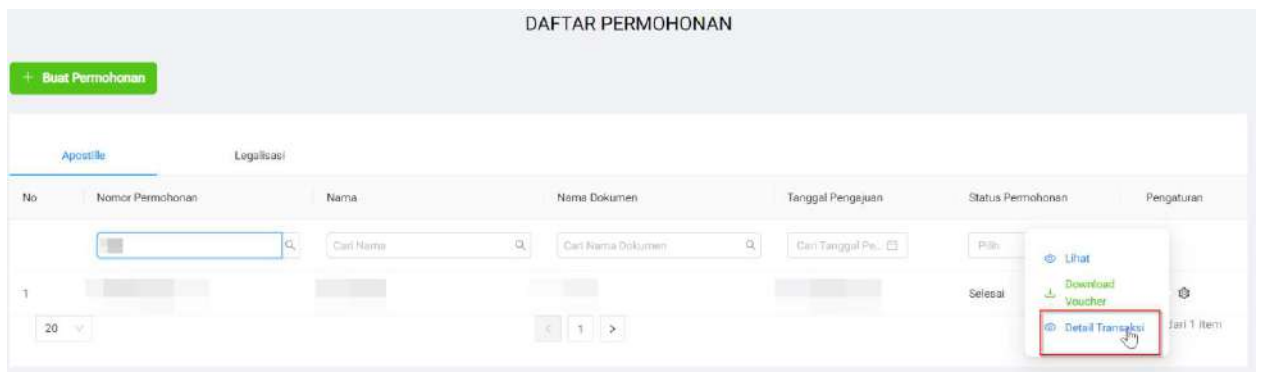 DAFTAR PERMOHONAN
+ Buat Permohonan
Apostille Legalisasi
No Nomor Permohonan Nama Nama Dokumen Tanggal Pengajuan Status Permohonan Pengaturan
Cari Nama Cari Nama Dokumen Cari Tanggal Pe... Pilih
Lihat
1 Selesai Download
Voucher
20 < 1 > Detail Transaksi dari 1 item